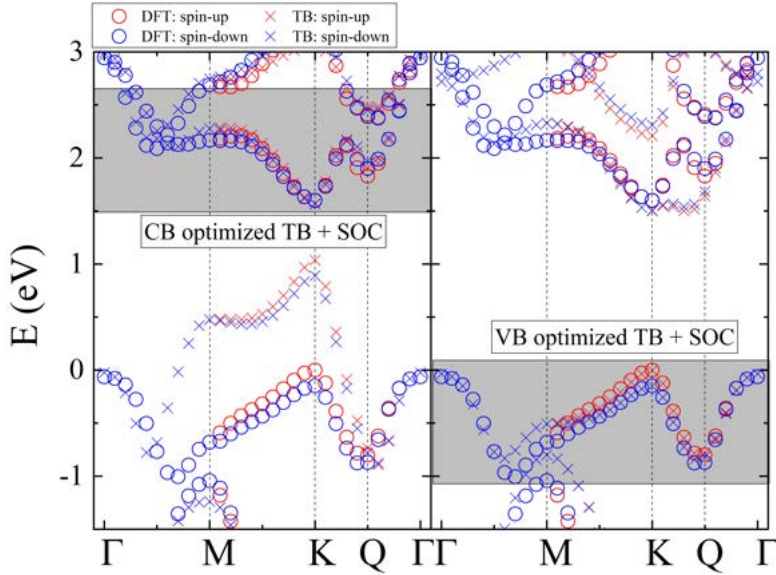 DFT: spin-up TB: spin-up
DFT: spin-down TB: spin-down
3
2
1
0
-1
E (eV)
CB optimized TB + SOC
VB optimized TB + SOC
Γ M K Q Γ M K Q Γ